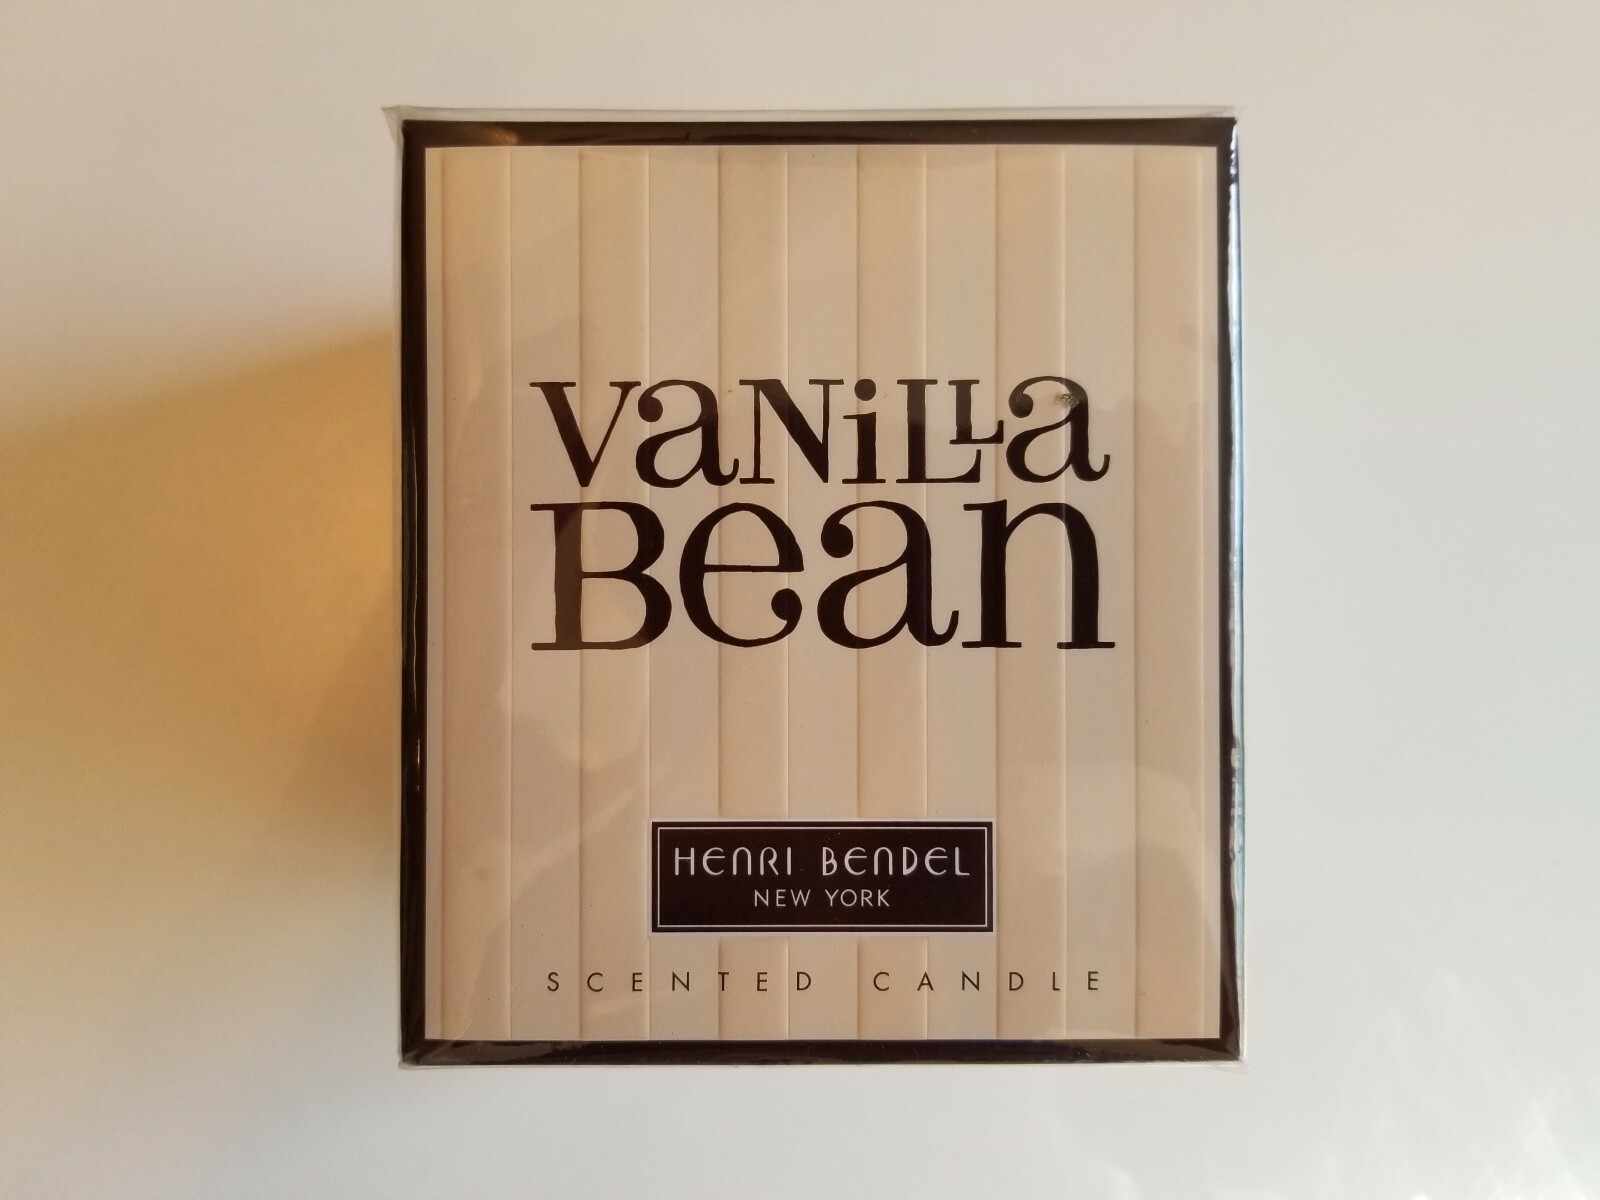 VaNiLLa
Bean
HENRI BENDEL
NEW YORK
SCENTED CANDLE